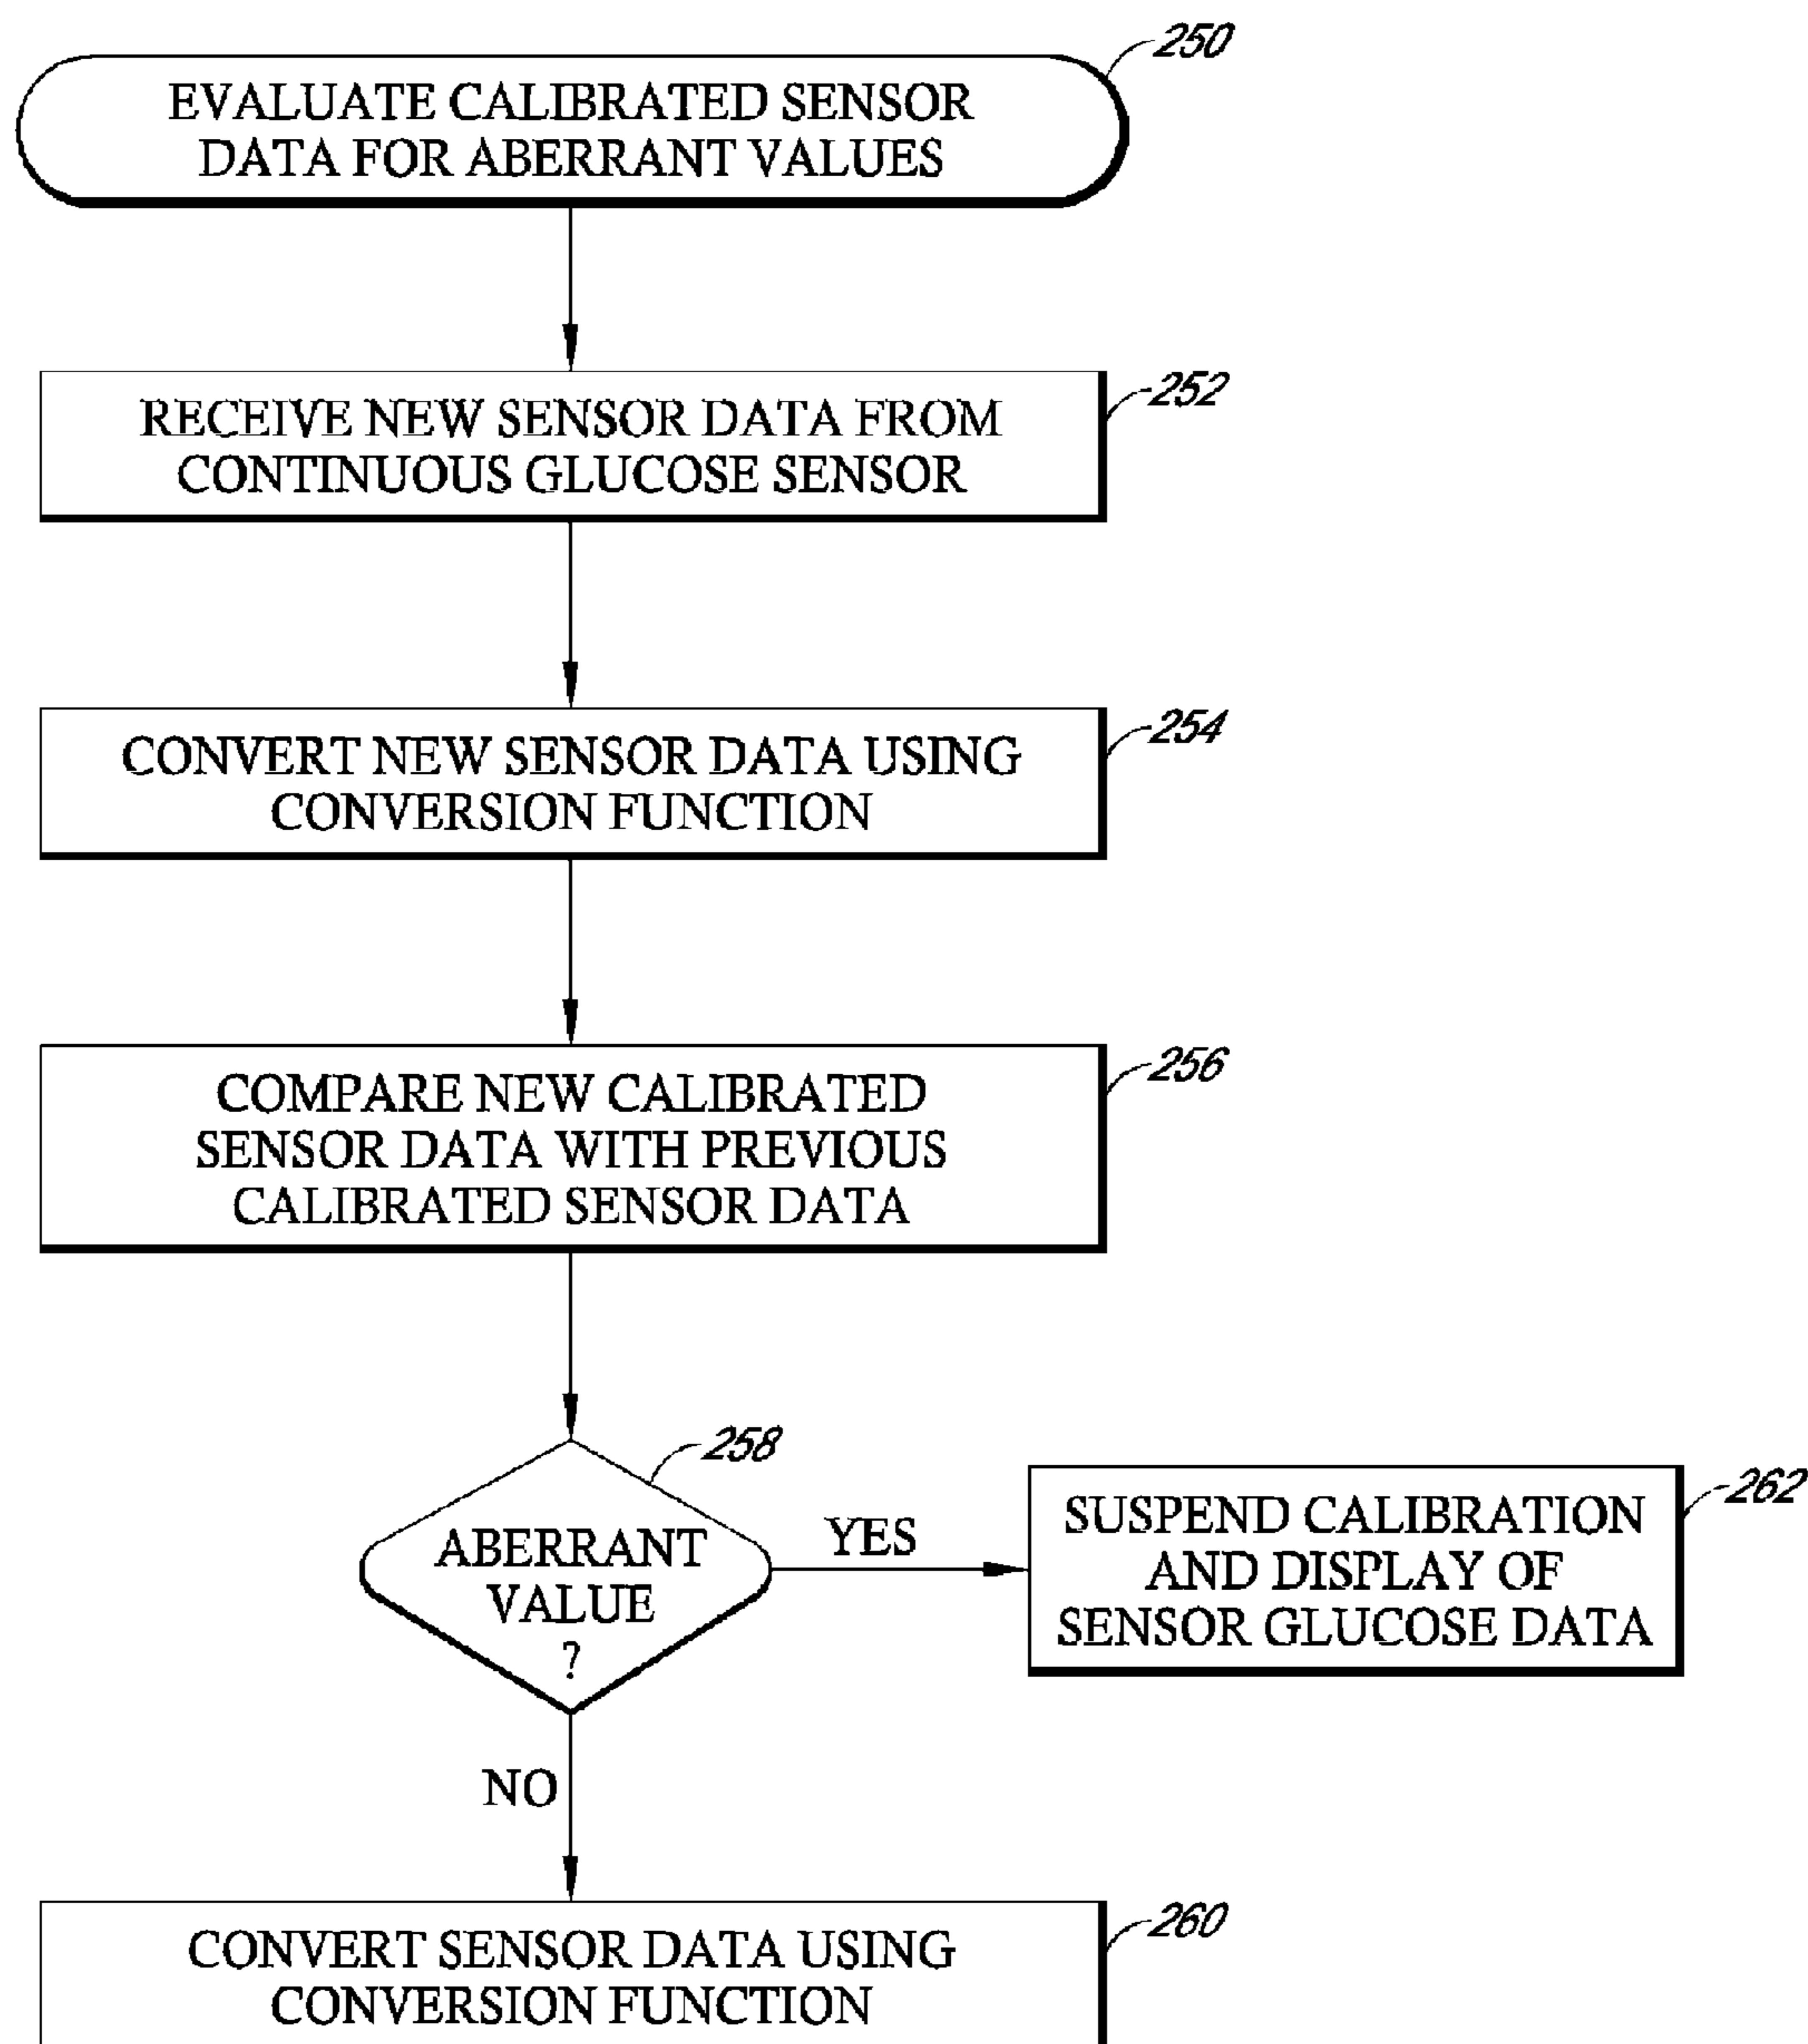 250
EVALUATE CALIBRATED SENSOR
DATA FOR ABERRANT VALUES
252
RECEIVE NEW SENSOR DATA FROM
CONTINUOUS GLUCOSE SENSOR
254
CONVERT NEW SENSOR DATA USING
CONVERSION FUNCTION
256
COMPARE NEW CALIBRATED
SENSOR DATA WITH PREVIOUS
CALIBRATED SENSOR DATA
258
ABERRANT
VALUE
?
YES
262
SUSPEND CALIBRATION
AND DISPLAY OF
SENSOR GLUCOSE DATA
NO
260
CONVERT SENSOR DATA USING
CONVERSION FUNCTION